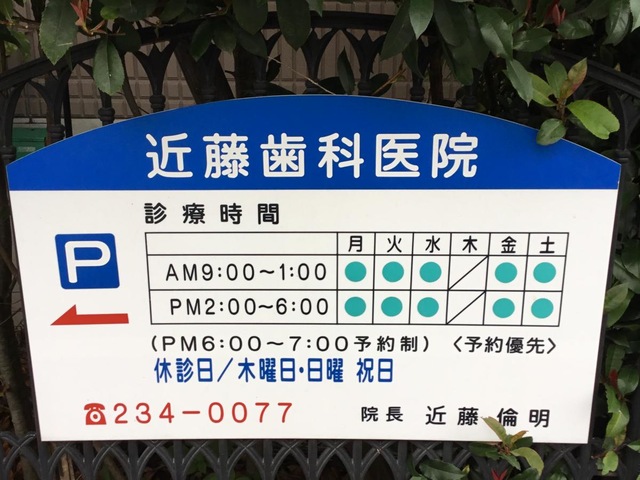 近藤歯科医院
診療時間
月 火 水 木 金 土
P
AM9:00～1:00 ● ● ● ／ ● ●
PM2:00～6:00 ● ● ● ／ ● ●
(PM6:00～7:00予約制) 〈予約優先〉
休診日／木曜日・日曜 祝日
☎234-0077 院長 近藤 倫明